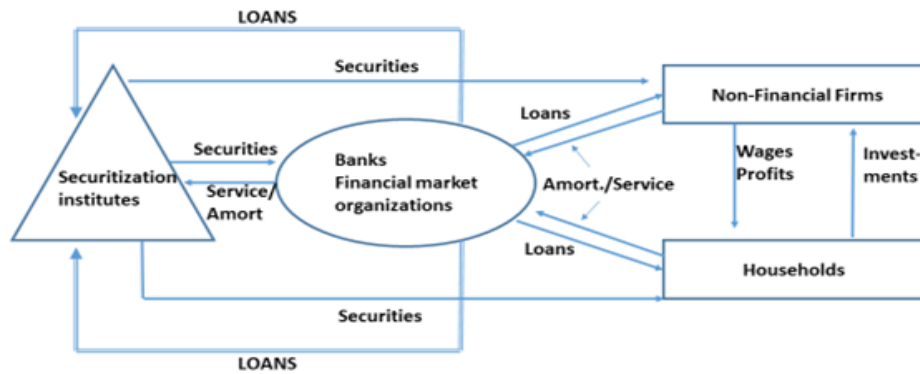 LOANS
Securities
Non-Financial Firms
Loans
Securities
Banks
Financial market
organizations
Securitization
institutes
Service/
Amort
Amort./Service
Wages
Profits
Invest-
ments
Loans
Households
Securities
LOANS